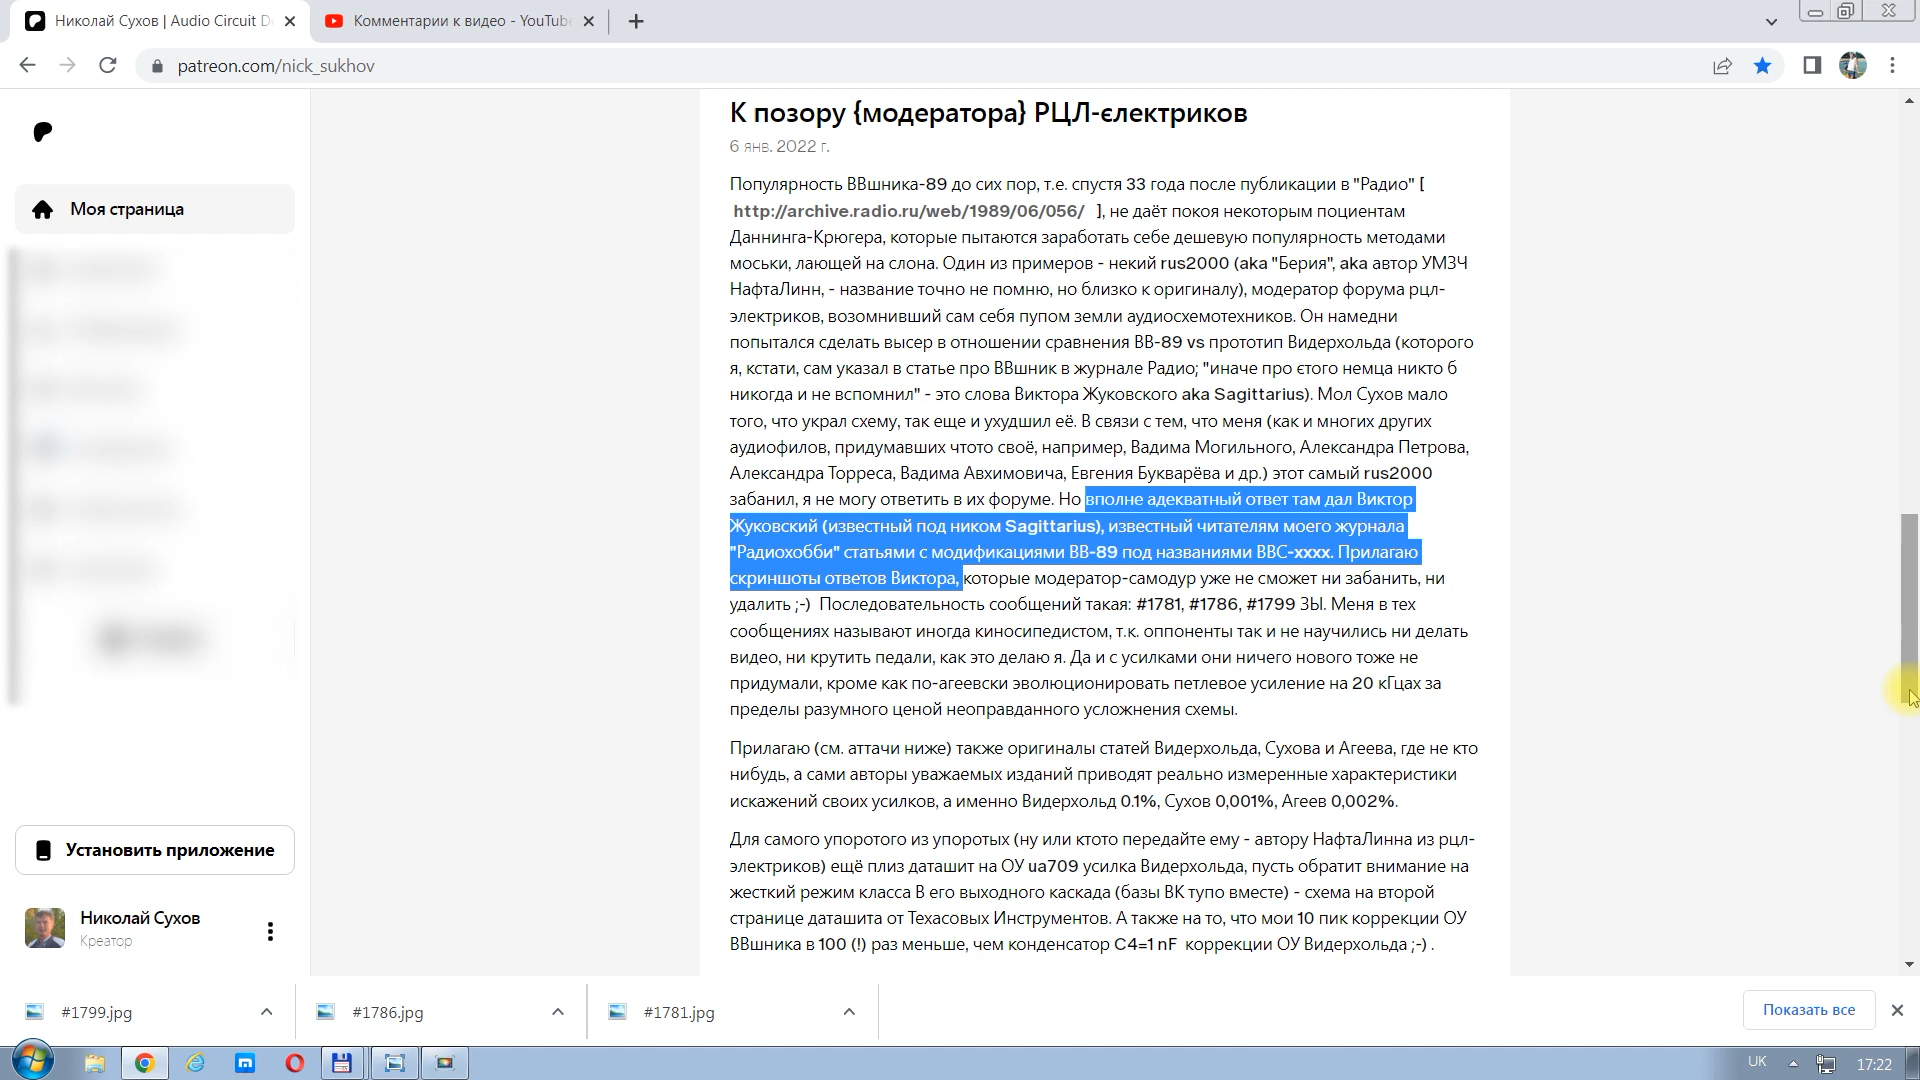 Николай Сухов | Audio Circuit D
Комментарии к видео - YouTube
patreon.com/nick_sukhov
Моя страница
Установить приложение
Николай Сухов
Креатор
К позору {модератора} РЦЛ-єлектриков
6 янв. 2022 г.
Популярность ВВшника-89 до сих пор, т.е. спустя 33 года после публикации в "Радио" [
http://archive.radio.ru/web/1989/06/056/ ], не даёт покоя некоторым поциентам
Даннинга-Крюгера, которые пытаются заработать себе дешевую популярность методами
моськи, лающей на слона. Один из примеров - некий rus2000 (aka "Берия", aka автор УМЗЧ
НафтаЛинн, - название точно не помню, но близко к оригиналу), модератор форума рцл-
электриков, возомнивший сам себя пупом земли аудиосхемотехников. Он намедни
попытался сделать высер в отношении сравнения ВВ-89 vs прототип Видерхольда (которого
я, кстати, сам указал в статье про ВВшник в журнале Радио; "иначе про єтого немца никто б
никогда и не вспомнил" - это слова Виктора Жуковского aka Sagittarius). Мол Сухов мало
того, что украл схему, так еще и ухудшил её. В связи с тем, что меня (как и многих других
аудиофилов, придумавших чтото своё, например, Вадима Могильного, Александра Петрова,
Александра Торреса, Вадима Авхимовича, Евгения Букварёва и др.) этот самый rus2000
забанил, я не могу ответить в их форуме. Но вполне адекватный ответ там дал Виктор
Жуковский (известный под ником Sagittarius), известный читателям моего журнала
"Радиохобби" статьями с модификациями ВВ-89 под названиями ВВС-xxxx. Прилагаю
скриншоты ответов Виктора, которые модератор-самодур уже не сможет ни забанить, ни
удалить ;-)  Последовательность сообщений такая: #1781, #1786, #1799 ЗЫ. Меня в тех
сообщениях называют иногда киносипедистом, т.к. оппоненты так и не научились ни делать
видео, ни крутить педали, как это делаю я. Да и с усилками они ничего нового тоже не
придумали, кроме как по-агеевски эволюционировать петлевое усиление на 20 кГцах за
пределы разумного ценой неоправданного усложнения схемы.
Прилагаю (см. аттачи ниже) также оригиналы статей Видерхольда, Сухова и Агеева, где не кто
нибудь, а сами авторы уважаемых изданий приводят реально измеренные характеристики
искажений своих усилков, а именно Видерхольд 0.1%, Сухов 0,001%, Агеев 0,002%.
Для самого упоротого из упоротых (ну или ктото передайте ему - автору НафтаЛинна из рцл-
электриков) ещё плиз даташит на ОУ ua709 усилка Видерхольда, пусть обратит внимание на
жесткий режим класса В его выходного каскада (базы ВК тупо вместе) - схема на второй
странице даташита от Техасовых Инструментов. А также на то, что мои 10 пик коррекции ОУ
ВВшника в 100 (!) раз меньше, чем конденсатор C4=1 nF  коррекции ОУ Видерхольда ;-) .
#1799.jpg
#1786.jpg
#1781.jpg
Показать все
UK
17:22